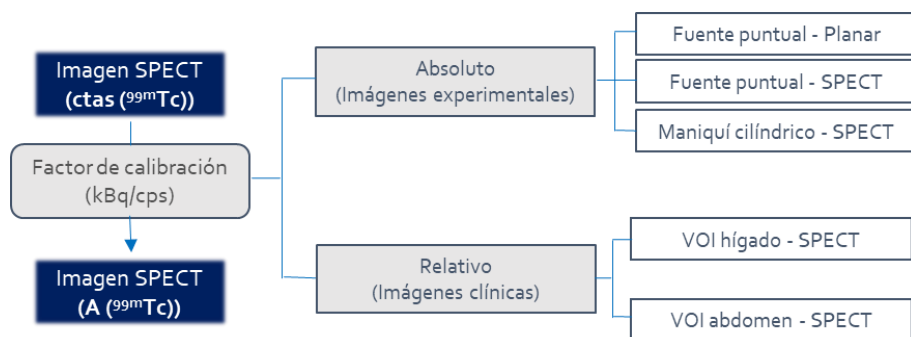 Imagen SPECT
(ctas (⁹⁹ᵐTc))
Factor de calibración
(kBq/cps)
Imagen SPECT
(A (⁹⁹ᵐTc))
Absoluto
(Imágenes experimentales)
Relativo
(Imágenes clínicas)
Fuente puntual - Planar
Fuente puntual - SPECT
Maniquí cilíndrico - SPECT
VOI hígado - SPECT
VOI abdomen - SPECT